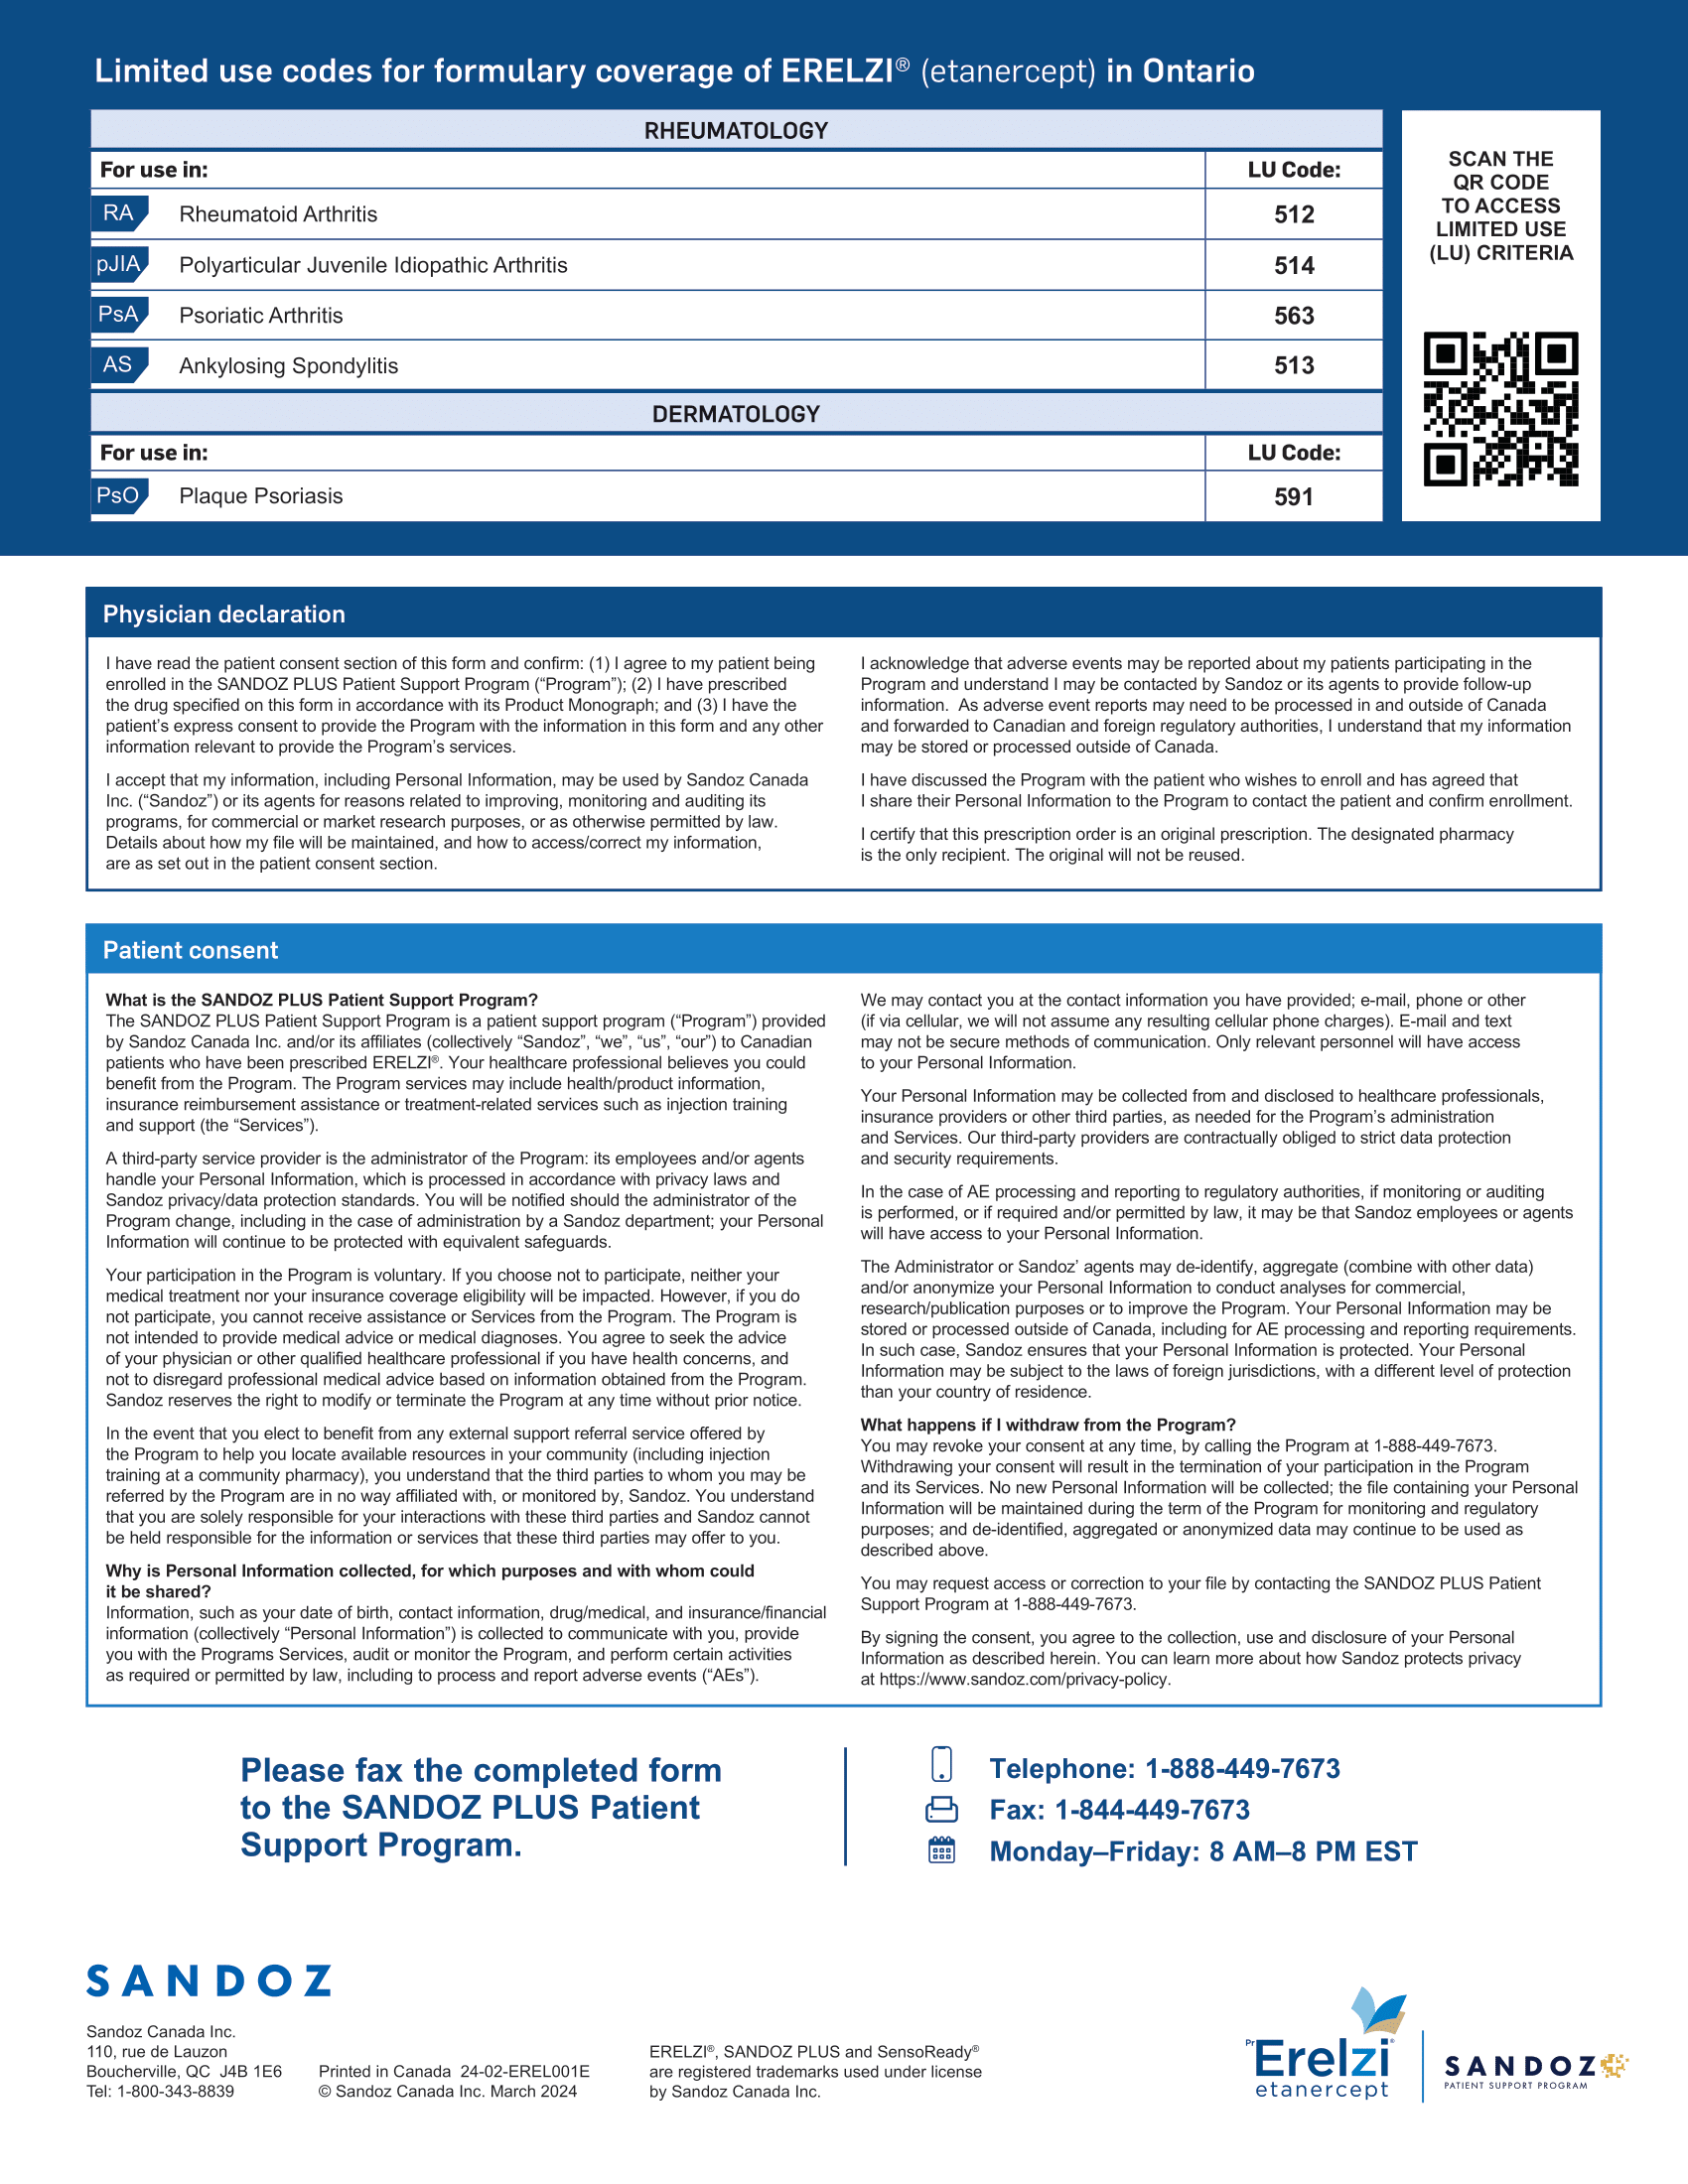 Limited use codes for formulary coverage of ERELZI® (etanercept) in Ontario
RHEUMATOLOGY
For use in: LU Code:
RA Rheumatoid Arthritis 512
pJIA Polyarticular Juvenile Idiopathic Arthritis 514
PsA Psoriatic Arthritis 563
AS Ankylosing Spondylitis 513
DERMATOLOGY
For use in: LU Code:
PsO Plaque Psoriasis 591
SCAN THE
QR CODE
TO ACCESS
LIMITED USE
(LU) CRITERIA
Physician declaration
I have read the patient consent section of this form and confirm: (1) I agree to my patient being
enrolled in the SANDOZ PLUS Patient Support Program (“Program”); (2) I have prescribed
the drug specified on this form in accordance with its Product Monograph; and (3) I have the
patient’s express consent to provide the Program with the information in this form and any other
information relevant to provide the Program’s services.
I accept that my information, including Personal Information, may be used by Sandoz Canada
Inc. (“Sandoz”) or its agents for reasons related to improving, monitoring and auditing its
programs, for commercial or market research purposes, or as otherwise permitted by law.
Details about how my file will be maintained, and how to access/correct my information,
are as set out in the patient consent section.
I acknowledge that adverse events may be reported about my patients participating in the
Program and understand I may be contacted by Sandoz or its agents to provide follow-up
information. As adverse event reports may need to be processed in and outside of Canada
and forwarded to Canadian and foreign regulatory authorities, I understand that my information
may be stored or processed outside of Canada.
I have discussed the Program with the patient who wishes to enroll and has agreed that
I share their Personal Information to the Program to contact the patient and confirm enrollment.
I certify that this prescription order is an original prescription. The designated pharmacy
is the only recipient. The original will not be reused.
Patient consent
What is the SANDOZ PLUS Patient Support Program?
The SANDOZ PLUS Patient Support Program is a patient support program (“Program”) provided
by Sandoz Canada Inc. and/or its affiliates (collectively “Sandoz”, “we”, “us”, “our”) to Canadian
patients who have been prescribed ERELZI®. Your healthcare professional believes you could
benefit from the Program. The Program services may include health/product information,
insurance reimbursement assistance or treatment-related services such as injection training
and support (the “Services”).
A third-party service provider is the administrator of the Program: its employees and/or agents
handle your Personal Information, which is processed in accordance with privacy laws and
Sandoz privacy/data protection standards. You will be notified should the administrator of the
Program change, including in the case of administration by a Sandoz department; your Personal
Information will continue to be protected with equivalent safeguards.
Your participation in the Program is voluntary. If you choose not to participate, neither your
medical treatment nor your insurance coverage eligibility will be impacted. However, if you do
not participate, you cannot receive assistance or Services from the Program. The Program is
not intended to provide medical advice or medical diagnoses. You agree to seek the advice
of your physician or other qualified healthcare professional if you have health concerns, and
not to disregard professional medical advice based on information obtained from the Program.
Sandoz reserves the right to modify or terminate the Program at any time without prior notice.
In the event that you elect to benefit from any external support referral service offered by
the Program to help you locate available resources in your community (including injection
training at a community pharmacy), you understand that the third parties to whom you may be
referred by the Program are in no way affiliated with, or monitored by, Sandoz. You understand
that you are solely responsible for your interactions with these third parties and Sandoz cannot
be held responsible for the information or services that these third parties may offer to you.
Why is Personal Information collected, for which purposes and with whom could
it be shared?
Information, such as your date of birth, contact information, drug/medical, and insurance/financial
information (collectively “Personal Information”) is collected to communicate with you, provide
you with the Programs Services, audit or monitor the Program, and perform certain activities
as required or permitted by law, including to process and report adverse events (“AEs”).
We may contact you at the contact information you have provided; e-mail, phone or other
(if via cellular, we will not assume any resulting cellular phone charges). E-mail and text
may not be secure methods of communication. Only relevant personnel will have access
to your Personal Information.
Your Personal Information may be collected from and disclosed to healthcare professionals,
insurance providers or other third parties, as needed for the Program’s administration
and Services. Our third-party providers are contractually obliged to strict data protection
and security requirements.
In the case of AE processing and reporting to regulatory authorities, if monitoring or auditing
is performed, or if required and/or permitted by law, it may be that Sandoz employees or agents
will have access to your Personal Information.
The Administrator or Sandoz’ agents may de-identify, aggregate (combine with other data)
and/or anonymize your Personal Information to conduct analyses for commercial,
research/publication purposes or to improve the Program. Your Personal Information may be
stored or processed outside of Canada, including for AE processing and reporting requirements.
In such case, Sandoz ensures that your Personal Information is protected. Your Personal
Information may be subject to the laws of foreign jurisdictions, with a different level of protection
than your country of residence.
What happens if I withdraw from the Program?
You may revoke your consent at any time, by calling the Program at 1-888-449-7673.
Withdrawing your consent will result in the termination of your participation in the Program
and its Services. No new Personal Information will be collected; the file containing your Personal
Information will be maintained during the term of the Program for monitoring and regulatory
purposes; and de-identified, aggregated or anonymized data may continue to be used as
described above.
You may request access or correction to your file by contacting the SANDOZ PLUS Patient
Support Program at 1-888-449-7673.
By signing the consent, you agree to the collection, use and disclosure of your Personal
Information as described herein. You can learn more about how Sandoz protects privacy
at https://www.sandoz.com/privacy-policy.
Please fax the completed form
to the SANDOZ PLUS Patient
Support Program.
Telephone: 1-888-449-7673
Fax: 1-844-449-7673
Monday–Friday: 8 AM–8 PM EST
SANDOZ
Sandoz Canada Inc.
110, rue de Lauzon
Boucherville, QC J4B 1E6
Tel: 1-800-343-8839
Printed in Canada 24-02-EREL001E
© Sandoz Canada Inc. March 2024
ERELZI®, SANDOZ PLUS and SensoReady®
are registered trademarks used under license
by Sandoz Canada Inc.
Pr Erelzi®
etanercept
SANDOZ
PATIENT SUPPORT PROGRAM